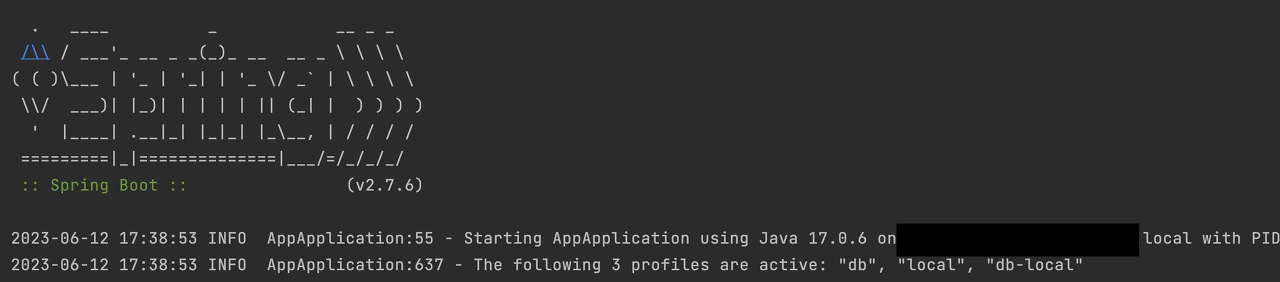 .   ____          _            __ _ _
 /\\ / ___'_ __ _ _(_)_ __  __ _ \ \ \ \
( ( )\___ | '_ | '_| | '_ \/ _` | \ \ \ \
 \\/  ___)| |_)| | | | | || (_| |  ) ) ) )
  '  |____| .__|_| |_|_| |_\__, | / / / /
 =========|_|==============|___/=/_/_/_/
 :: Spring Boot ::                (v2.7.6)
2023-06-12 17:38:53 INFO  AppApplication:55 - Starting AppApplication using Java 17.0.6 on local with PID
2023-06-12 17:38:53 INFO  AppApplication:637 - The following 3 profiles are active: "db", "local", "db-local"